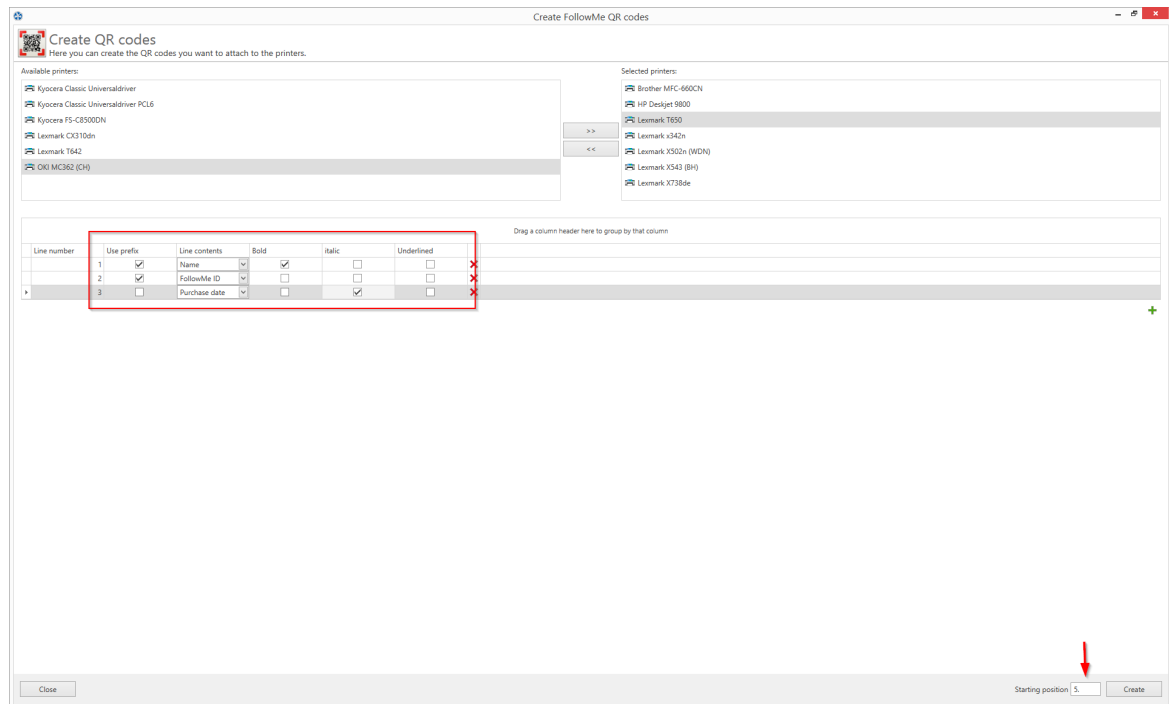 Create FollowMe QR codes
Create QR codes
Here you can create the QR codes you want to attach to the printers.
Available printers:
Kyocera Classic Universaldriver
Kyocera Classic Universaldriver PCL6
Kyocera FS-C8500DN
Lexmark CX310dn
Lexmark T642
OKI MC362 (CH)
>>
<<
Selected printers:
Brother MFC-660CN
HP Deskjet 9800
Lexmark T650
Lexmark x342n
Lexmark X502n (WDN)
Lexmark X543 (BH)
Lexmark X738de
Drag a column header here to group by that column
Line number Use prefix Line contents Bold italic Underlined
1 Name
2 FollowMe ID
3 Purchase date
Close Starting position 5. Create